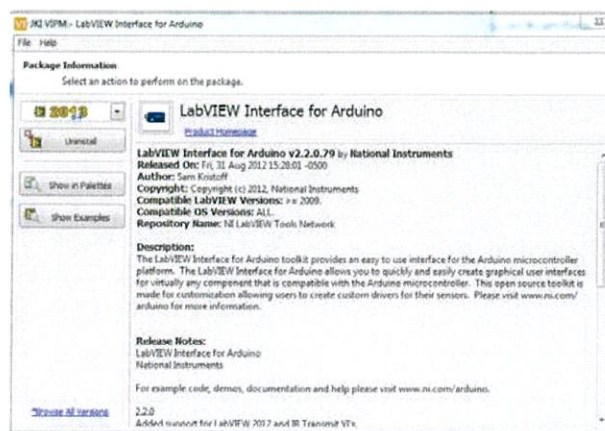 JKI VIPM - LabVIEW Interface for Arduino
File Help
Package Information
Select an action to perform on the package.
2013
Uninstall
Show in Palettes
Show Examples
LabVIEW Interface for Arduino
Product Homepage
LabVIEW Interface for Arduino v2.2.0.79 by National Instruments
Released On: Fri, 31 Aug 2012 15:28:01 -0500
Author: Sam Kristoff
Copyright: Copyright (c) 2012, National Instruments
Compatible LabVIEW Versions: >= 2009.
Compatible OS Versions: ALL.
Repository Name: NI LabVIEW Tools Network
Description:
The LabVIEW Interface for Arduino toolkit provides an easy to use interface for the Arduino microcontroller
platform. The LabVIEW Interface for Arduino allows you to quickly and easily create graphical user interfaces
for virtually any component that is compatible with the Arduino microcontroller. This open source toolkit is
made for customization allowing users to create custom drivers for their sensors. Please visit www.ni.com/
arduino for more information.
Release Notes:
LabVIEW Interface for Arduino
National Instruments
For example code, demos, documentation and help please visit www.ni.com/arduino.
2.2.0
Added support for LabVIEW 2012 and IR Transmit VIs.
Browse All Versions